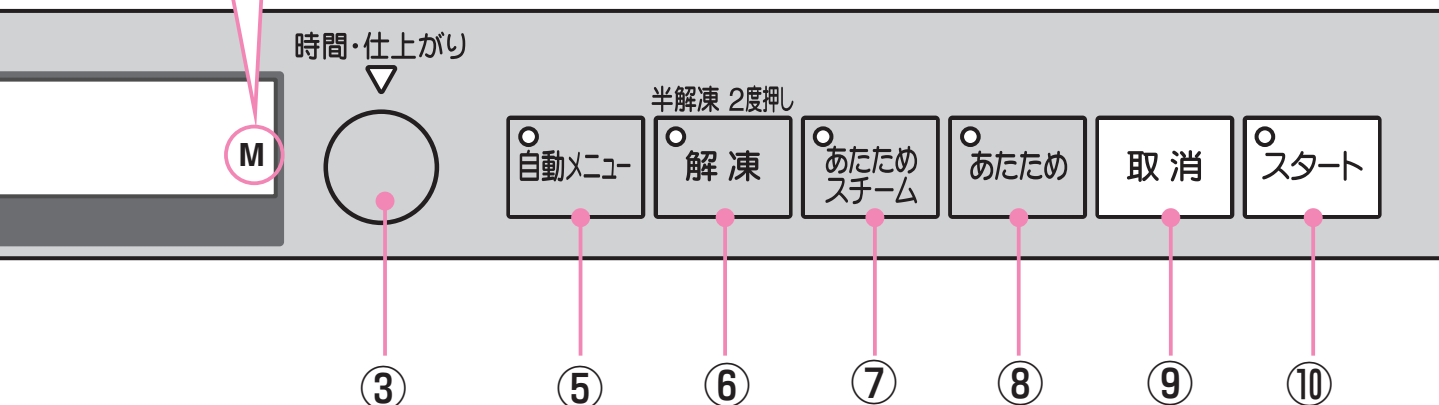 時間・仕上がり
▽
半解凍 2度押し
M
自動メニュー
解凍
あたため
スチーム
あたため
取消
スタート
③ ⑤ ⑥ ⑦ ⑧ ⑨ ⑩